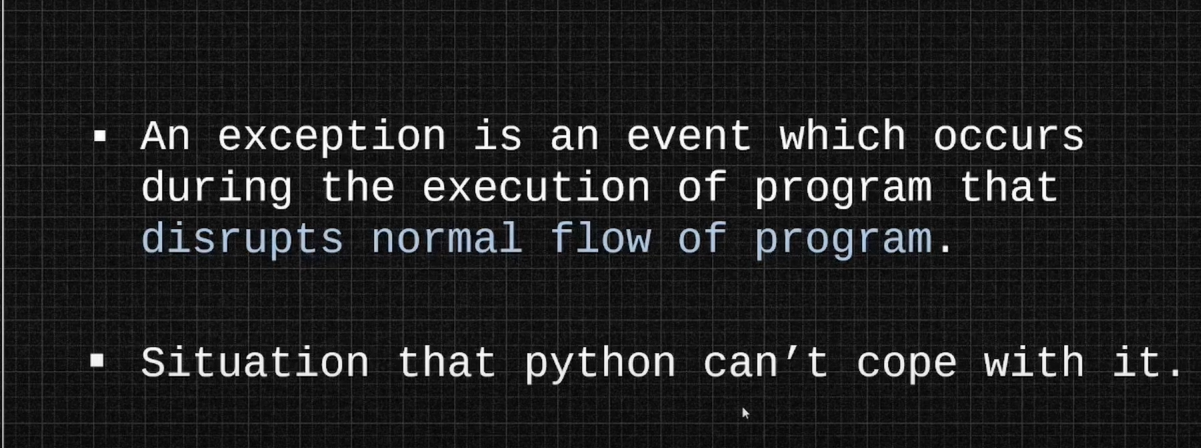 ▪ An exception is an event which occurs
during the execution of program that
disrupts normal flow of program.
▪ Situation that python can’t cope with it.